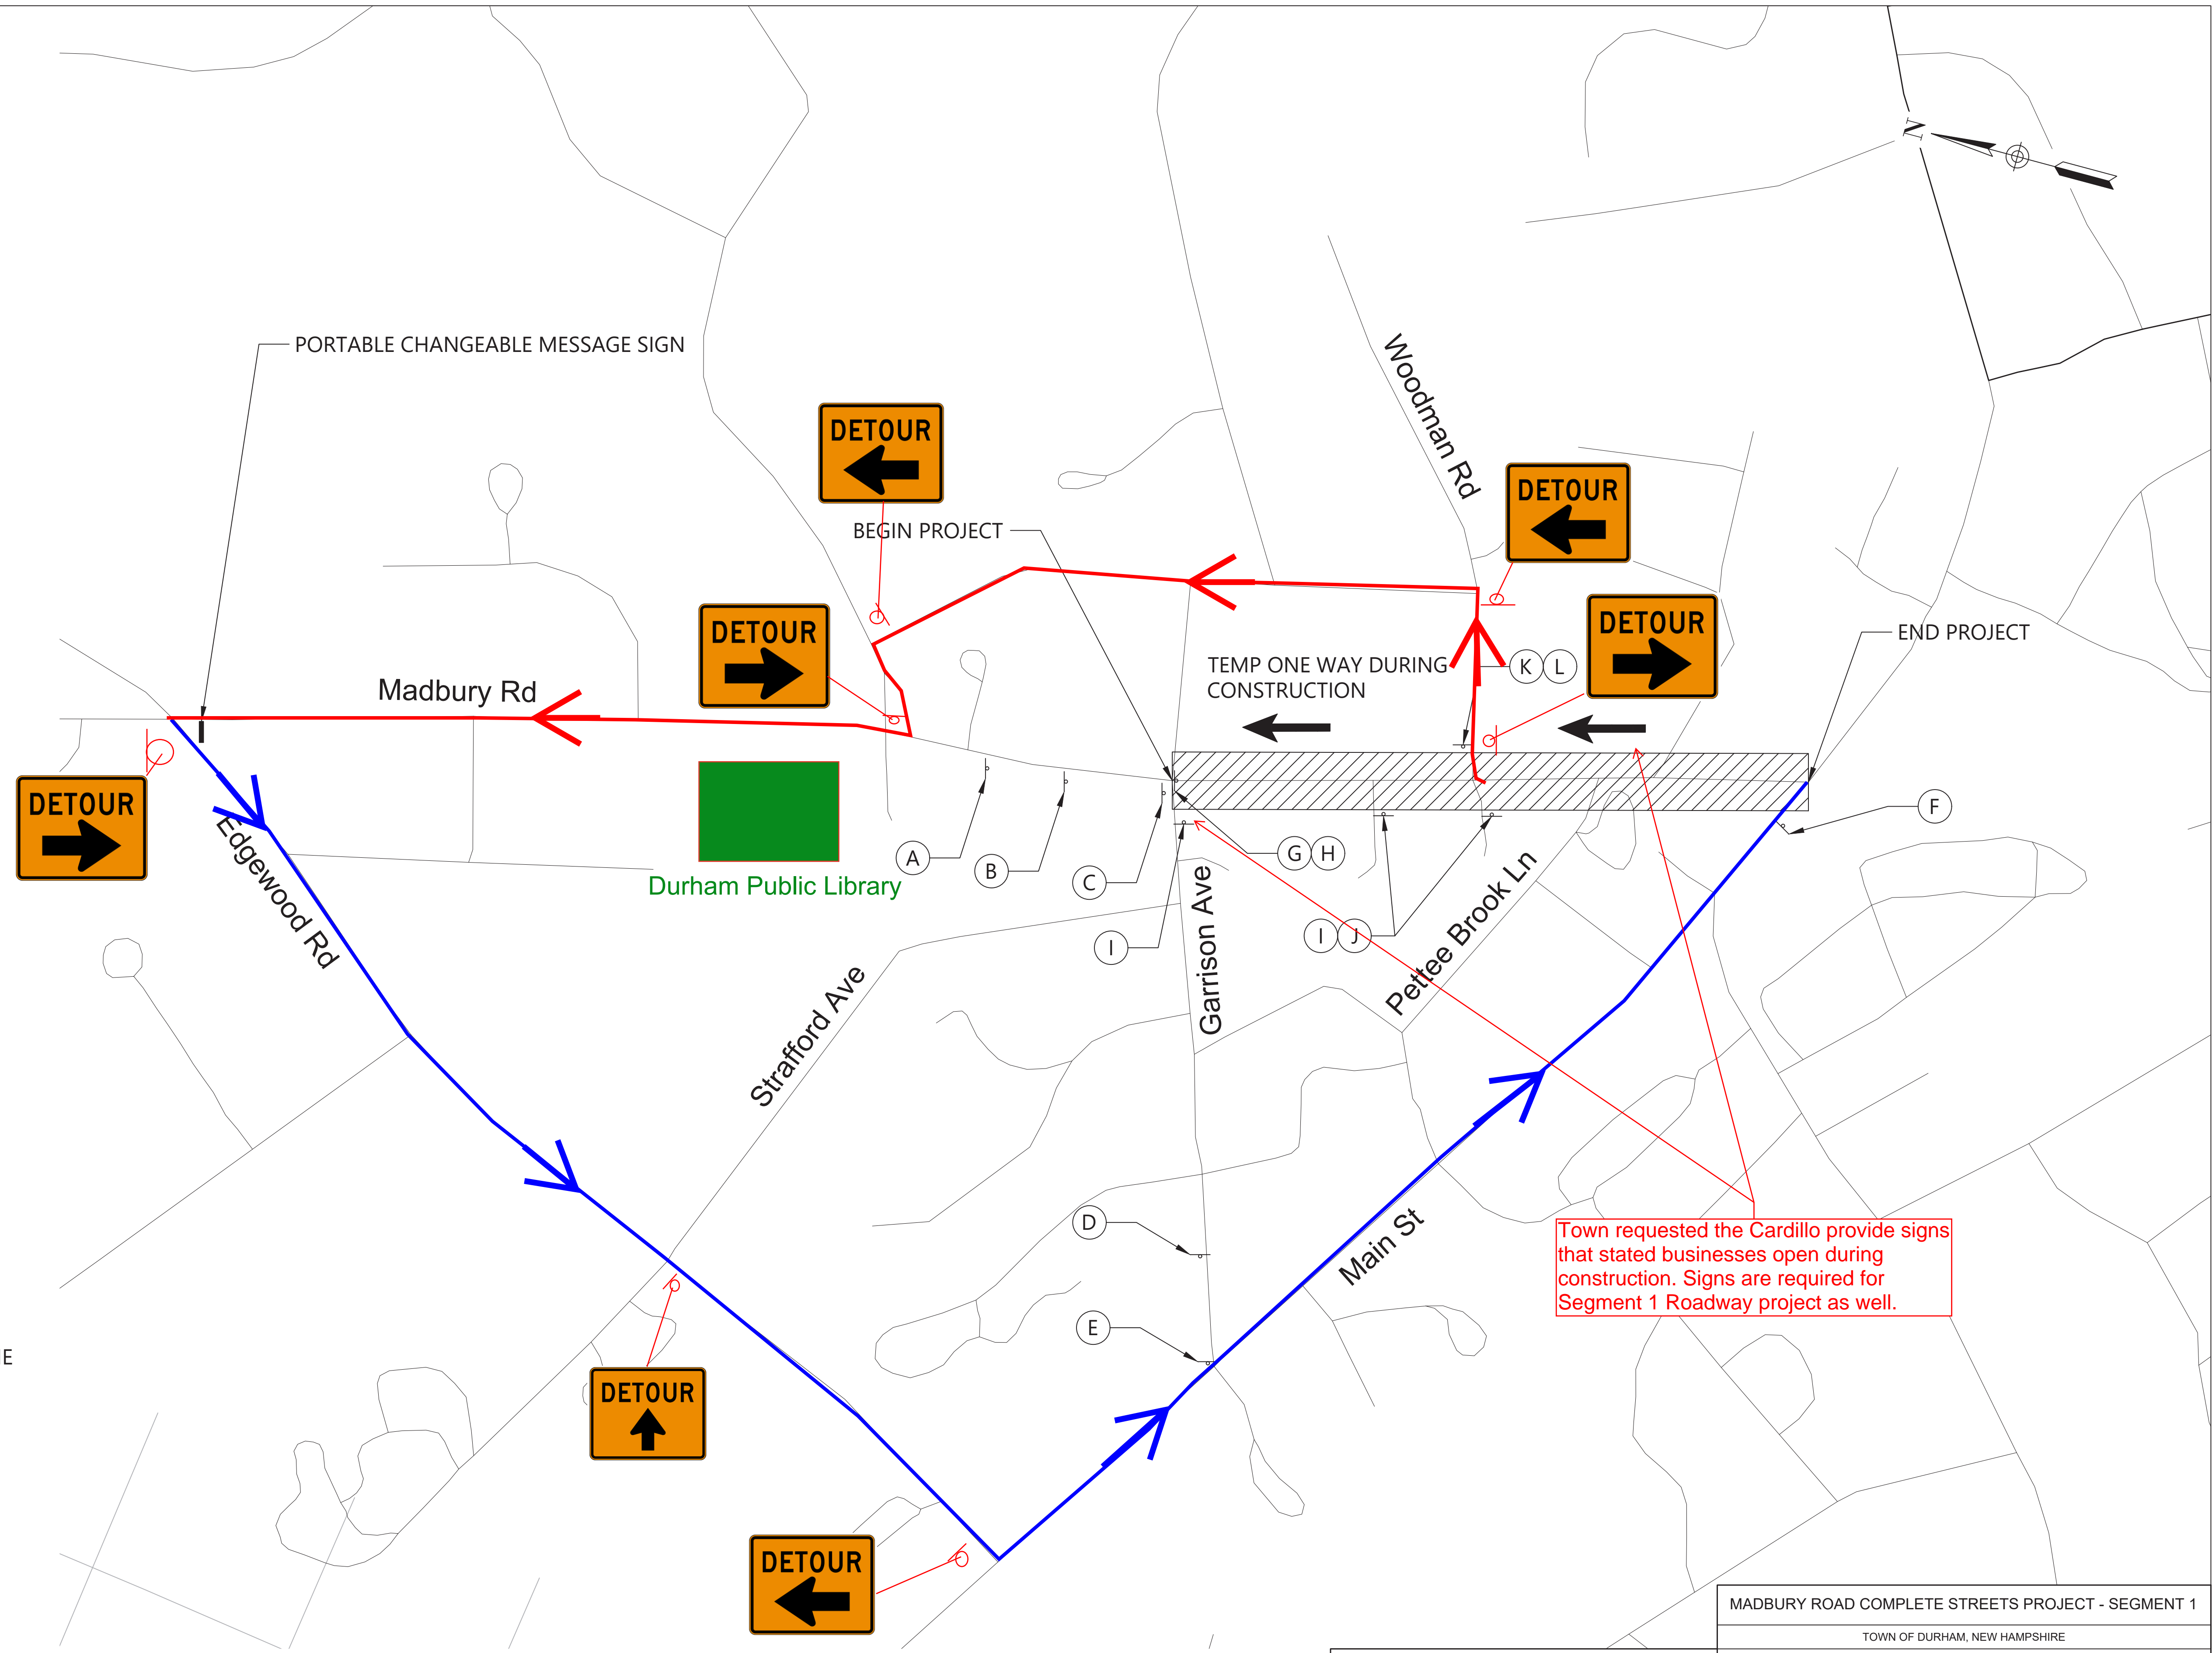 N
PORTABLE CHANGEABLE MESSAGE SIGN
DETOUR
Woodman Rd
DETOUR
BEGIN PROJECT
DETOUR
DETOUR
END PROJECT
TEMP ONE WAY DURING
CONSTRUCTION
K L
Madbury Rd
DETOUR
F
Edgewood Rd
Durham Public Library
A
B
C
G H
I
I J
Garrison Ave
Pettee Brook Ln
Strafford Ave
D
E
Main St
Town requested the Cardillo provide signs
that stated businesses open during
construction. Signs are required for
Segment 1 Roadway project as well.
DETOUR
DETOUR
MADBURY ROAD COMPLETE STREETS PROJECT - SEGMENT 1
TOWN OF DURHAM, NEW HAMPSHIRE